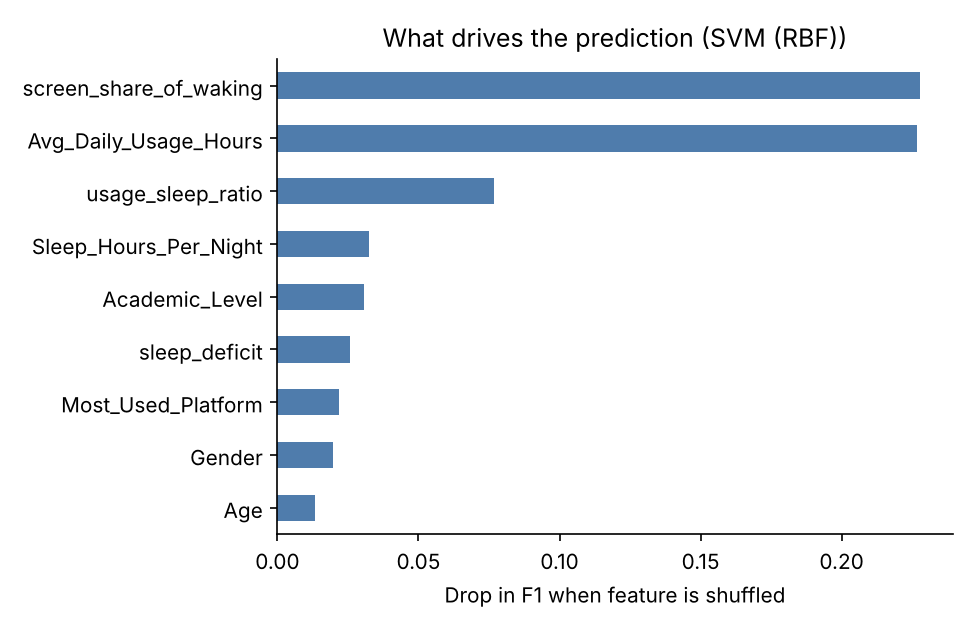 What drives the prediction (SVM (RBF))
screen_share_of_waking
Avg_Daily_Usage_Hours
usage_sleep_ratio
Sleep_Hours_Per_Night
Academic_Level
sleep_deficit
Most_Used_Platform
Gender
Age
0.00 0.05 0.10 0.15 0.20
Drop in F1 when feature is shuffled